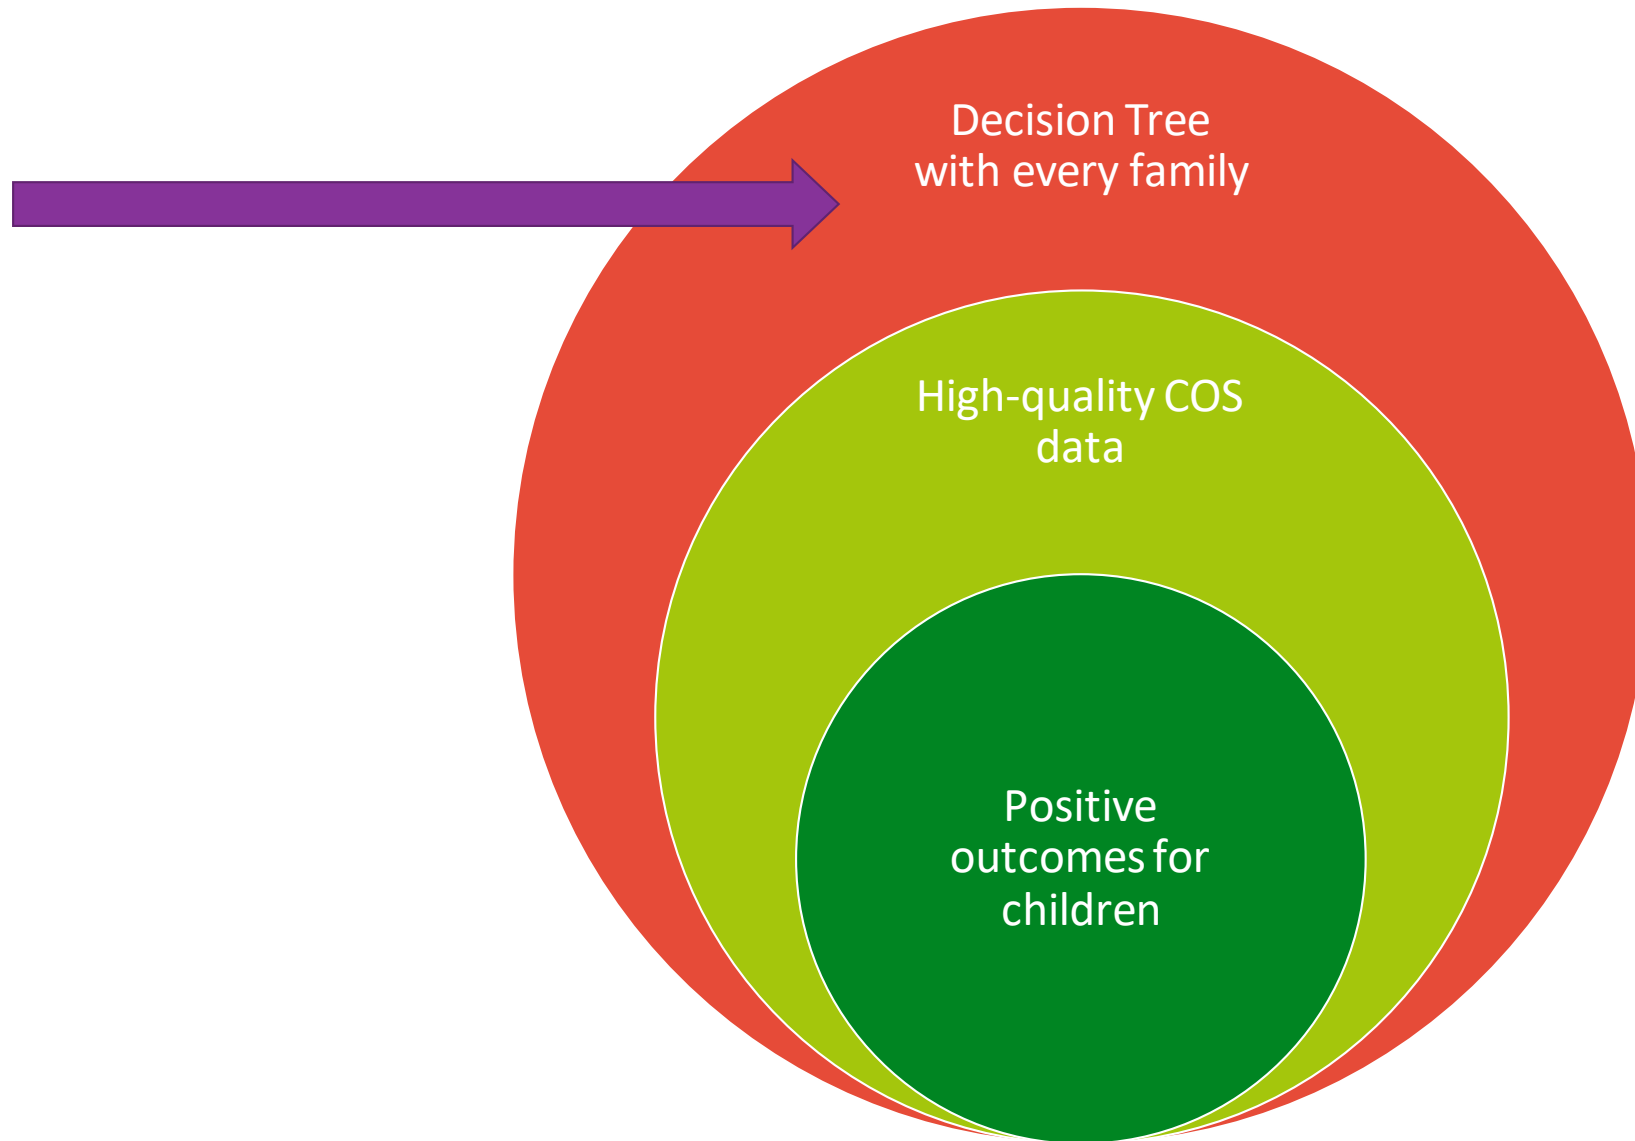 Decision Tree
with every family
High-quality COS
data
Positive
outcomes for
children